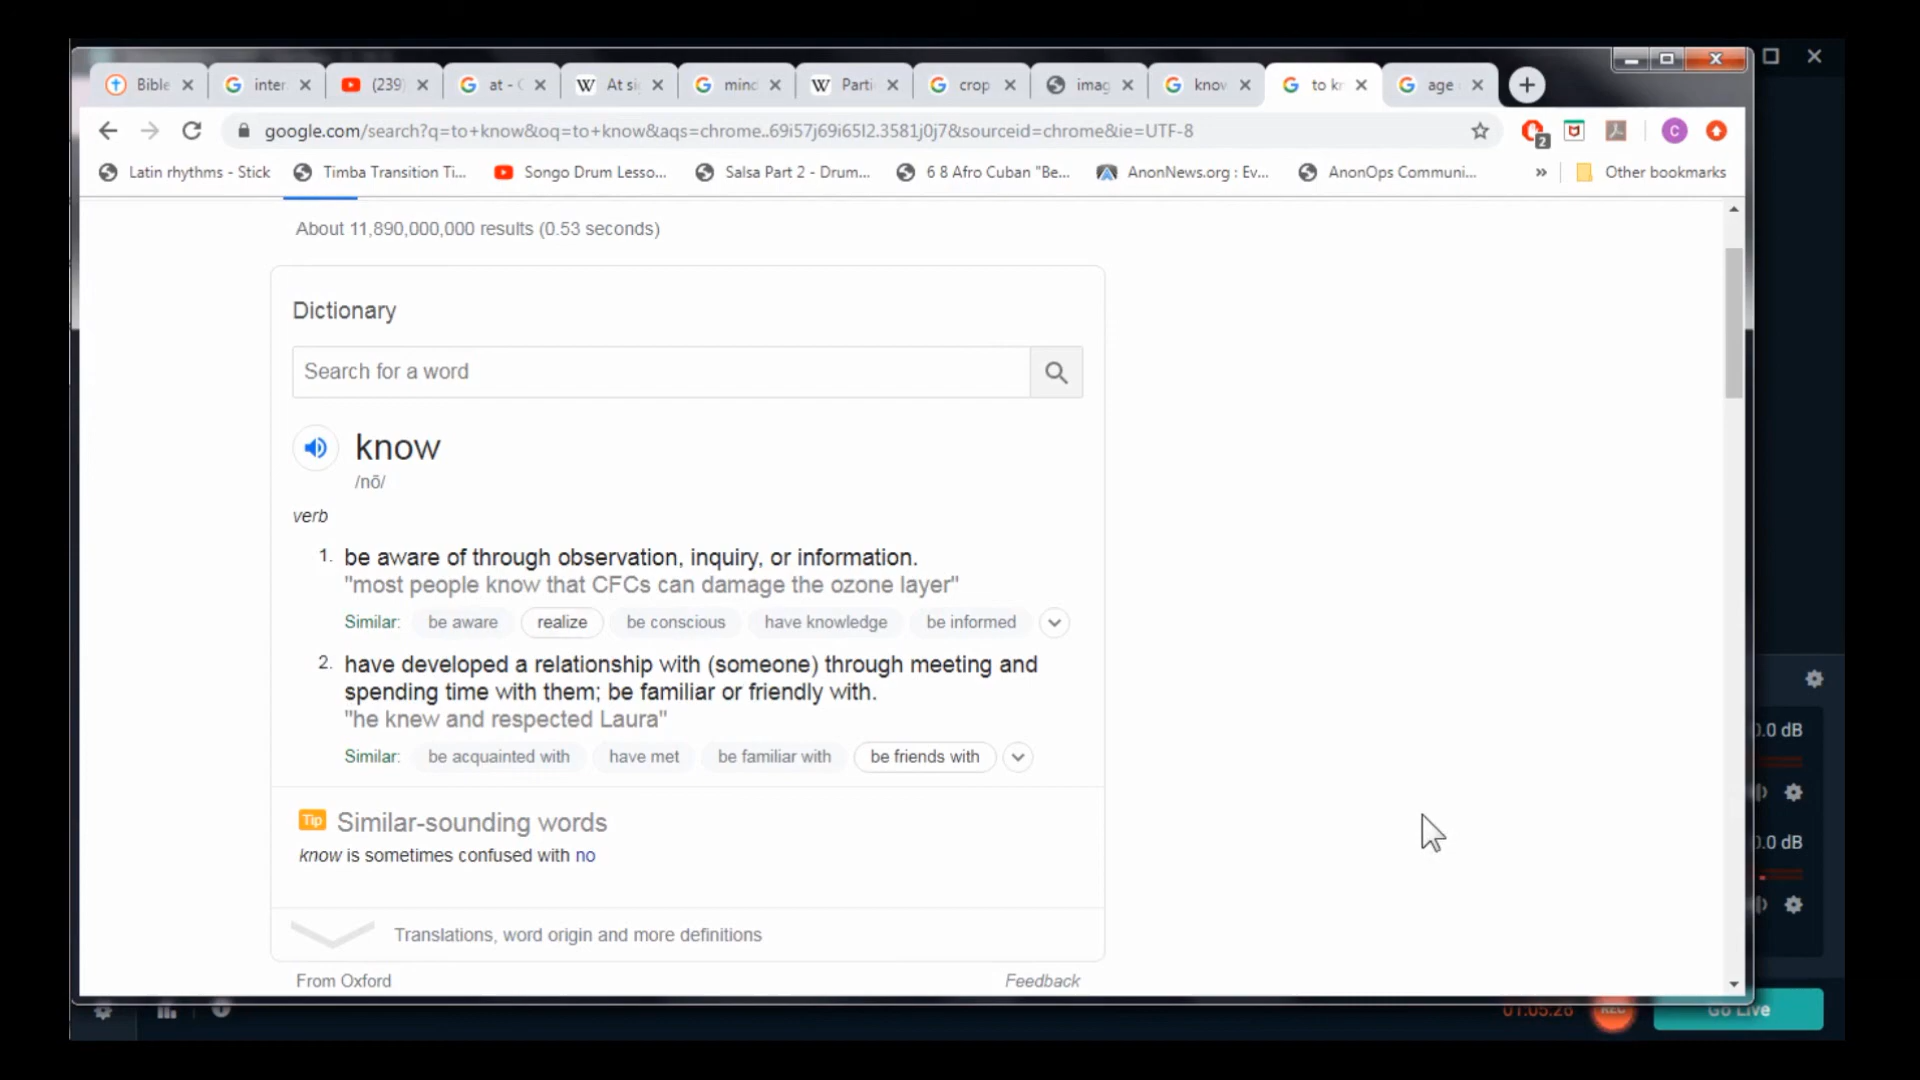 Bible
inter
(239
at - G
At si
mind
Parti
crop
imag
know
to kr
age
google.com/search?q=to+know&oq=to+know&aqs=chrome..69i57j69i65l2.3581j0j7&sourceid=chrome&ie=UTF-8
2
C
Latin rhythms - Stick
Timba Transition Ti...
Songo Drum Lesso...
Salsa Part 2 - Drum...
6 8 Afro Cuban "Be...
AnonNews.org : Ev...
AnonOps Communi...
»
Other bookmarks
About 11,890,000,000 results (0.53 seconds)
Dictionary
Search for a word
know
/nō/
verb
1. be aware of through observation, inquiry, or information.
"most people know that CFCs can damage the ozone layer"
Similar: be aware realize be conscious have knowledge be informed
2. have developed a relationship with (someone) through meeting and
spending time with them; be familiar or friendly with.
"he knew and respected Laura"
Similar: be acquainted with have met be familiar with be friends with
Tip Similar-sounding words
know is sometimes confused with no
Translations, word origin and more definitions
From Oxford
Feedback
0.0 dB
0.0 dB
01:05:26
REC
Go Live